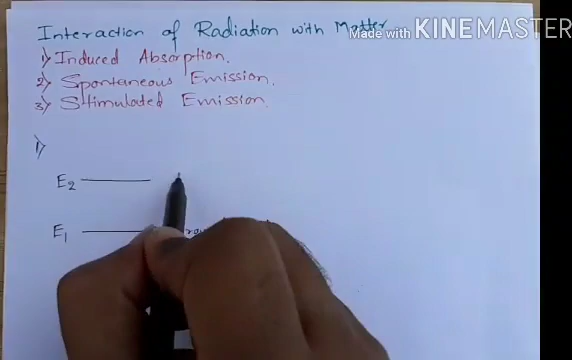 Interaction of Radiation with Matter
Made with KINEMASTER
1) Induced Absorption.
2) Spontaneous Emission.
3) Stimulated Emission.
1)
E2
E1